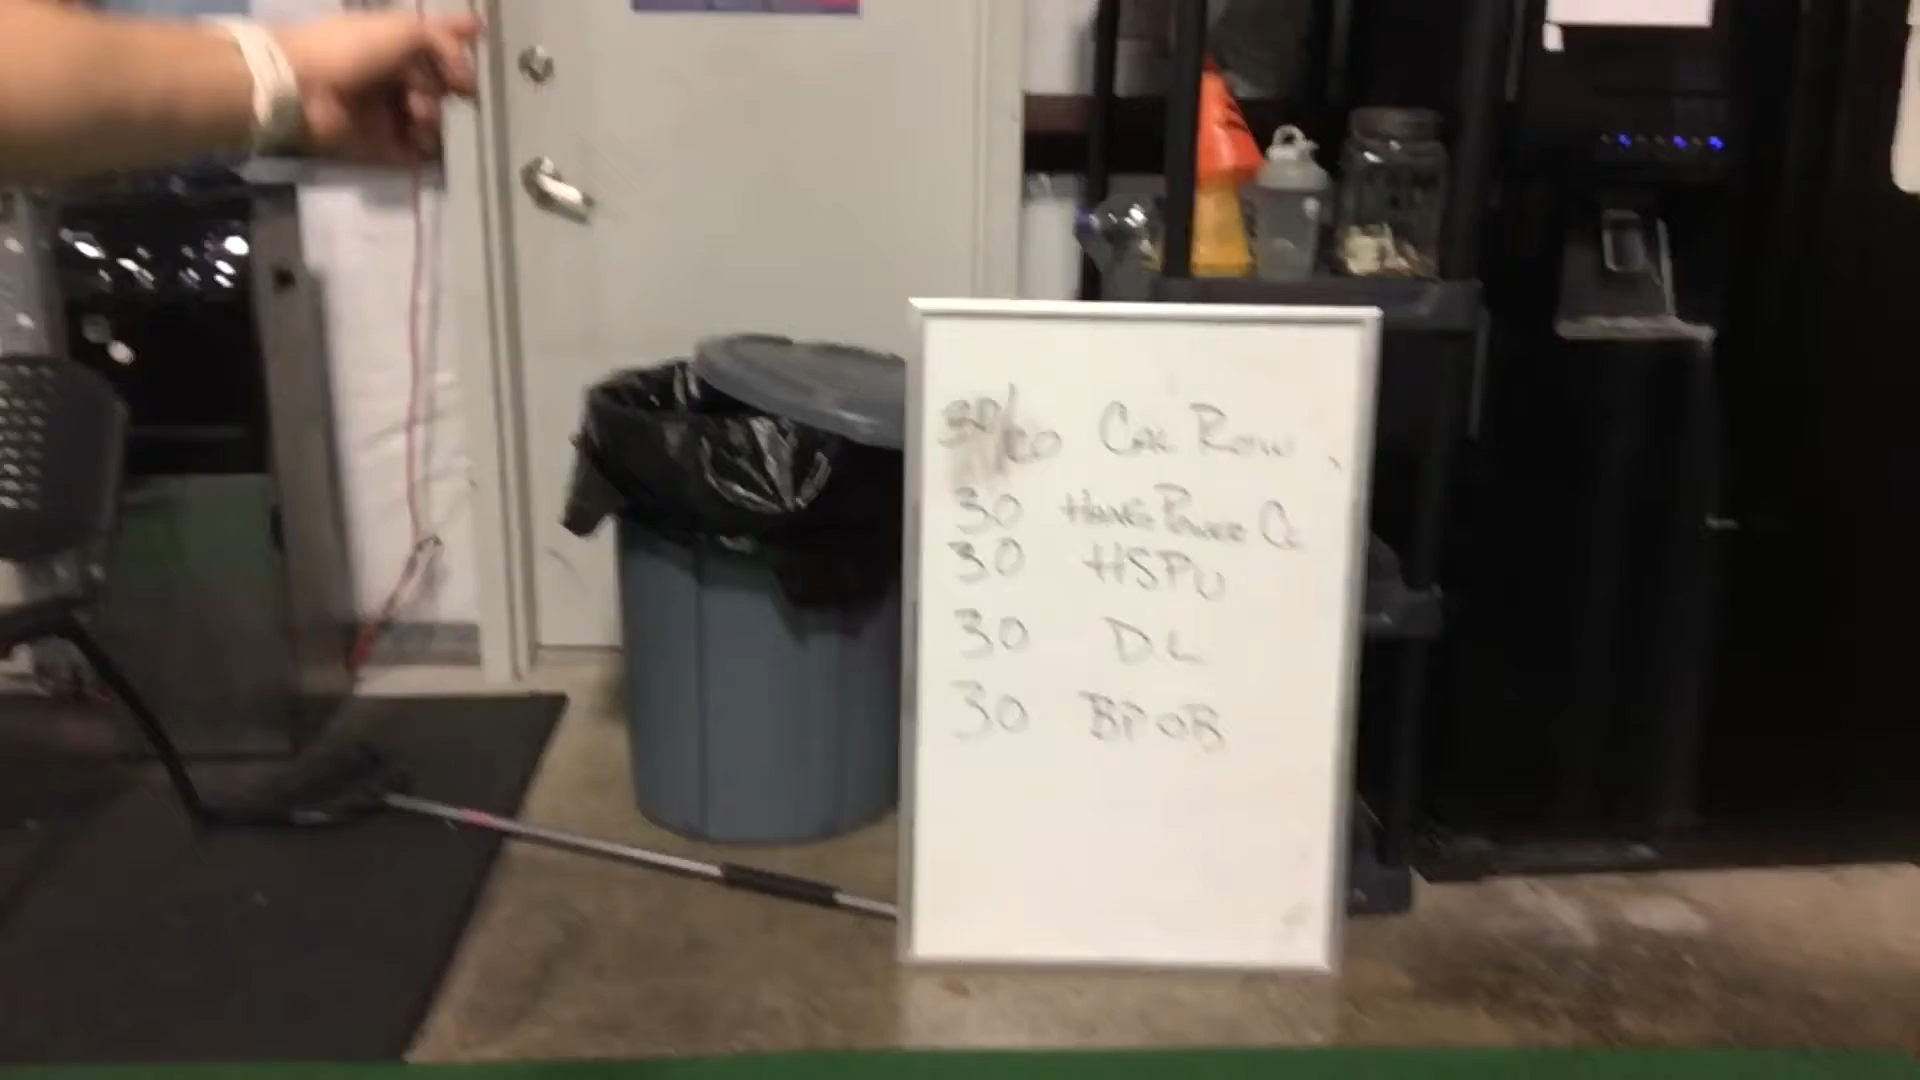 Cal Row
30 Hang Power CL
30 HSPU
30 DL
30 BPOB